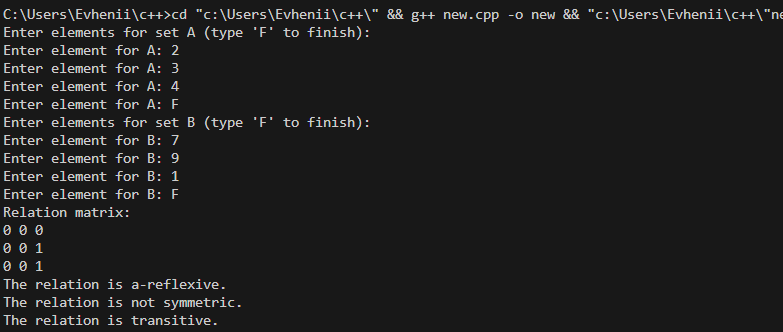 C:\Users\Evhenii\c++>cd "c:\Users\Evhenii\c++\" && g++ new.cpp -o new && "c:\Users\Evhenii\c++\"ne
Enter elements for set A (type 'F' to finish):
Enter element for A: 2
Enter element for A: 3
Enter element for A: 4
Enter element for A: F
Enter elements for set B (type 'F' to finish):
Enter element for B: 7
Enter element for B: 9
Enter element for B: 1
Enter element for B: F
Relation matrix:
0 0 0
0 0 1
0 0 1
The relation is a-reflexive.
The relation is not symmetric.
The relation is transitive.